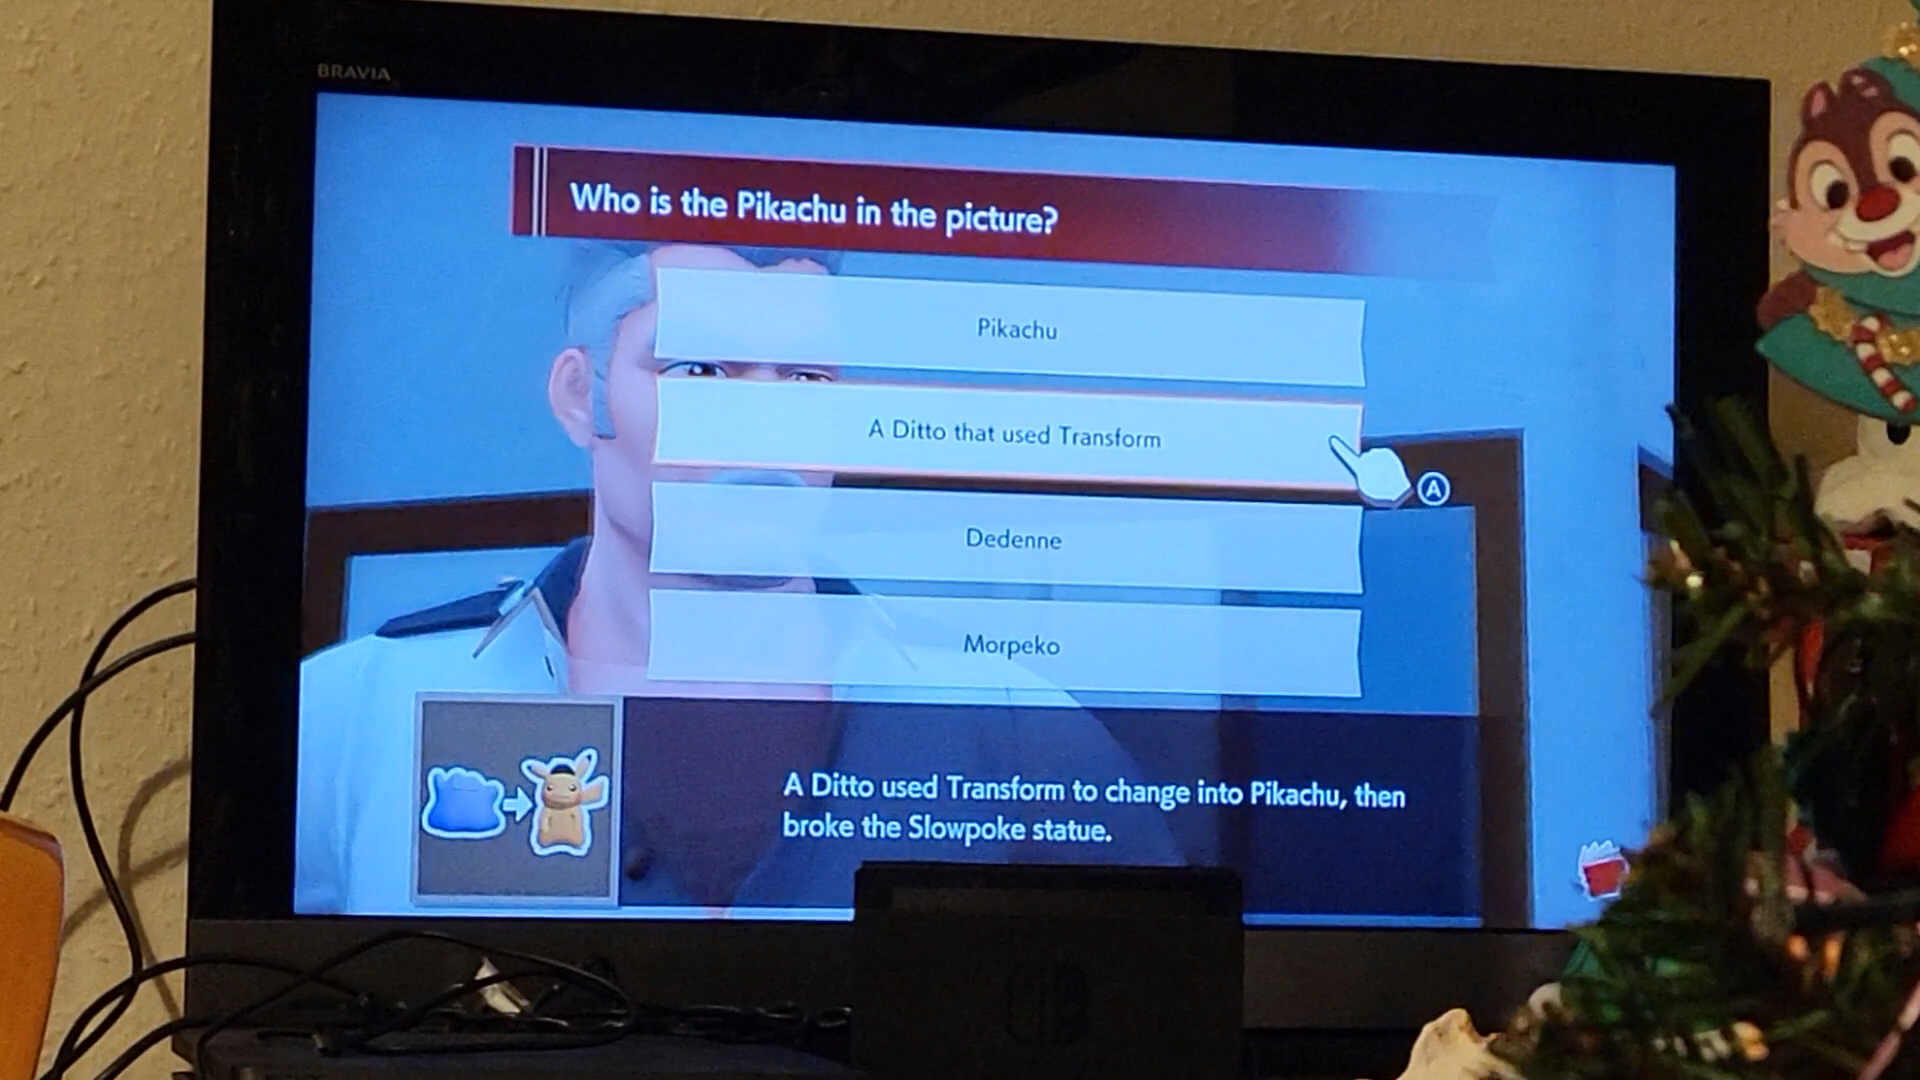 BRAVIA
Who is the Pikachu in the picture?
Pikachu
A Ditto that used Transform
A
Dedenne
Morpeko
A Ditto used Transform to change into Pikachu, then
broke the Slowpoke statue.